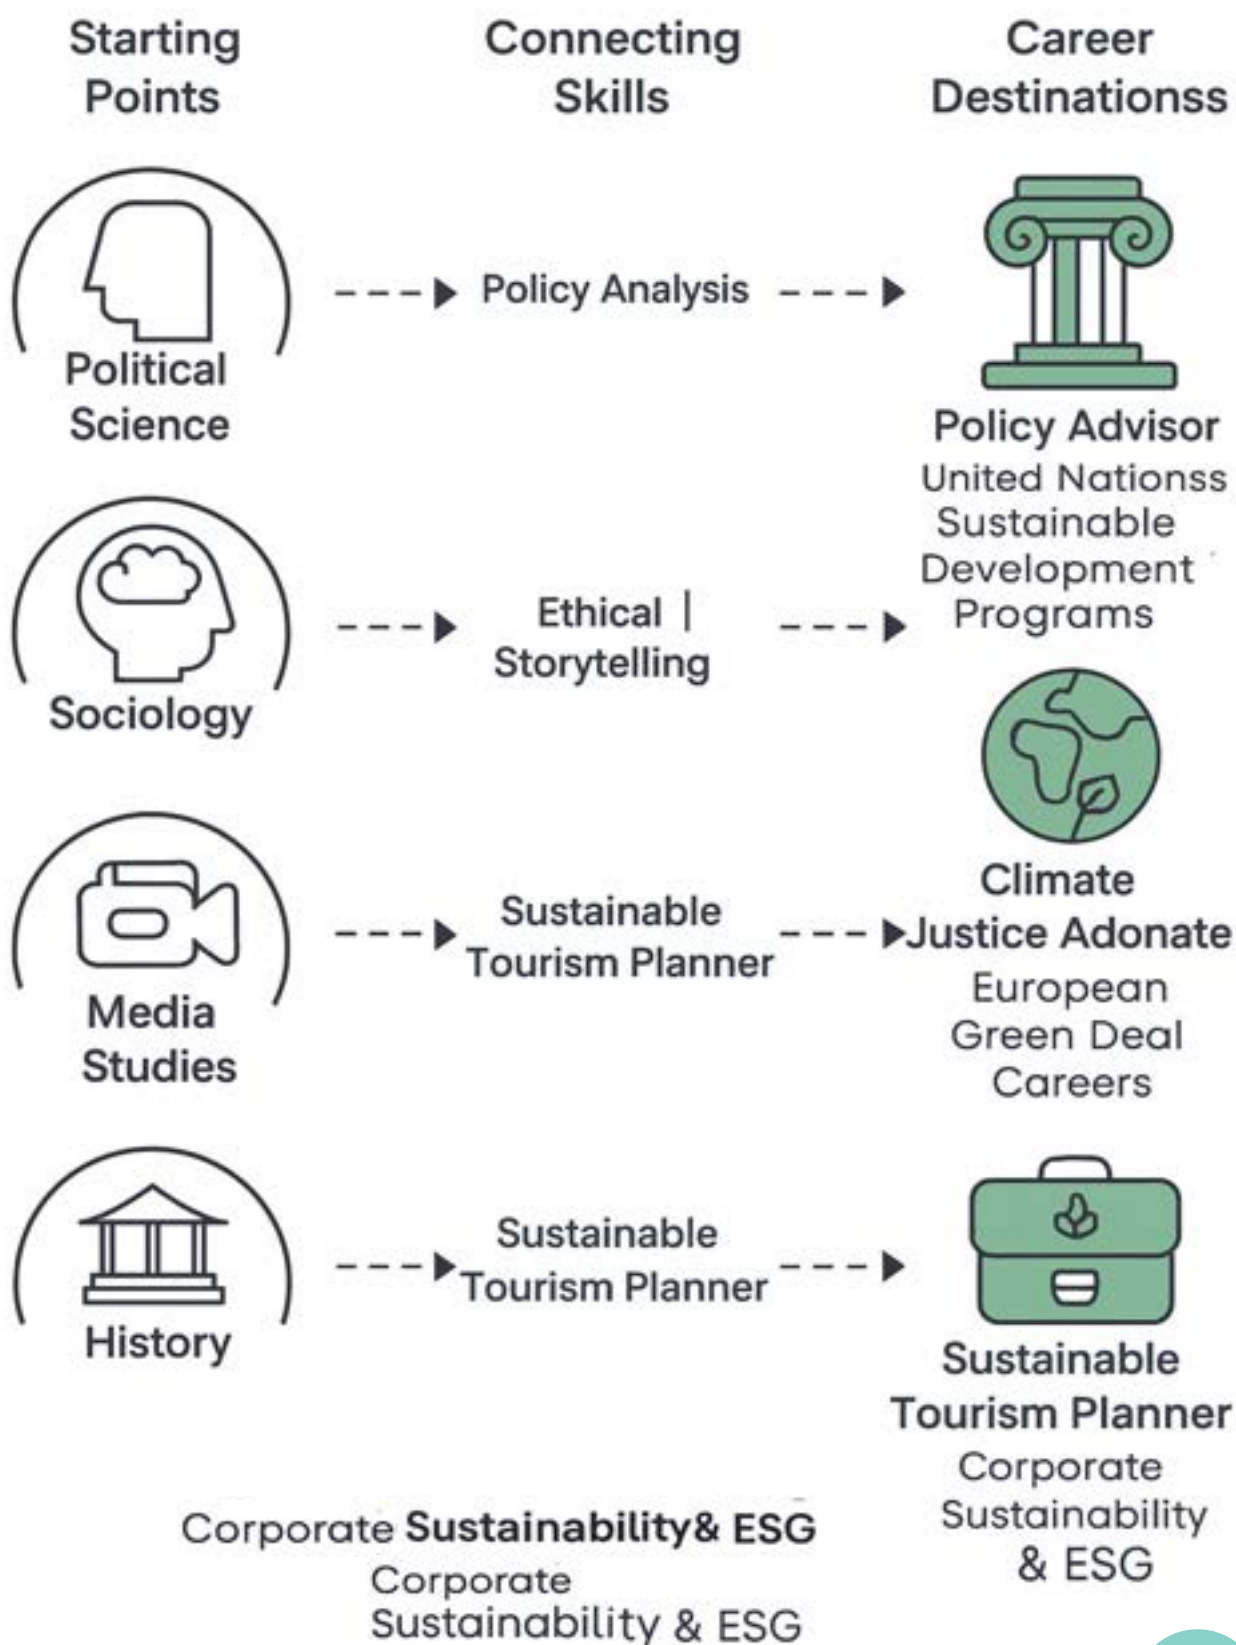 Starting
Points
Connecting
Skills
Career
Destinationss
Political
Science
Policy Analysis
Policy Advisor
United Nationss
Sustainable
Development
Programs
Sociology
Ethical |
Storytelling
Media
Studies
Sustainable
Tourism Planner
Climate
Justice Adonate
European
Green Deal
Careers
History
Sustainable
Tourism Planner
Sustainable
Tourism Planner
Corporate
Sustainability
& ESG
Corporate Sustainability& ESG
Corporate
Sustainability & ESG